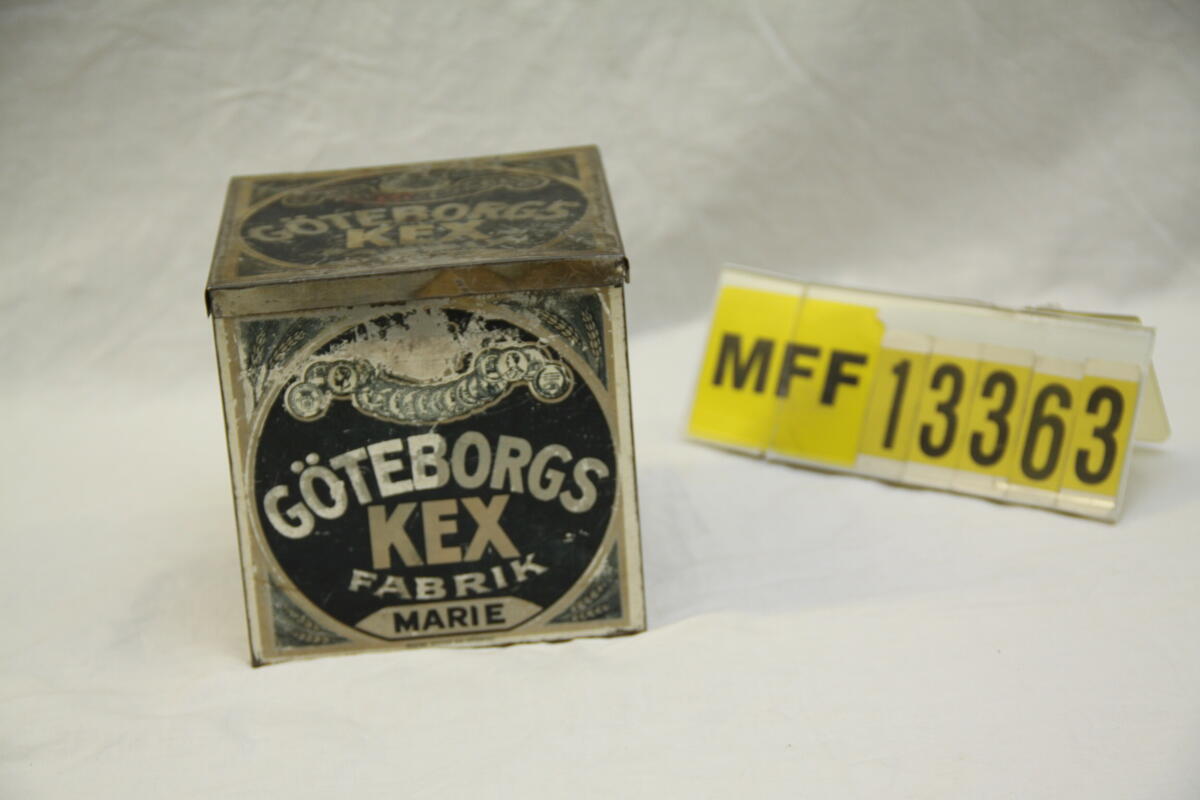 GÖTEBORGS
KEX
GÖTEBORGS
KEX
FABRIK
MARIE
MFF 13363